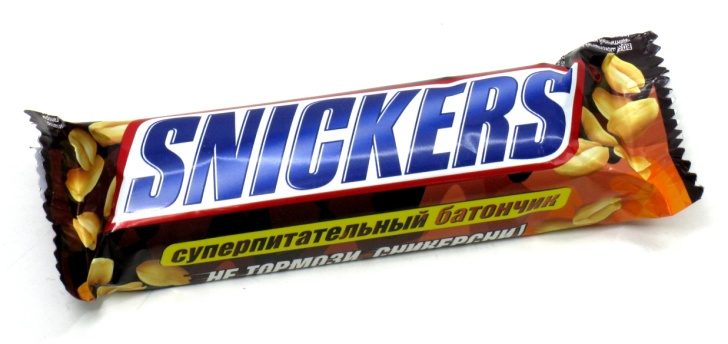 SNICKERS
суперпитательный батончик
НЕ ТОРМОЗИ, СНИКЕРСНИ!